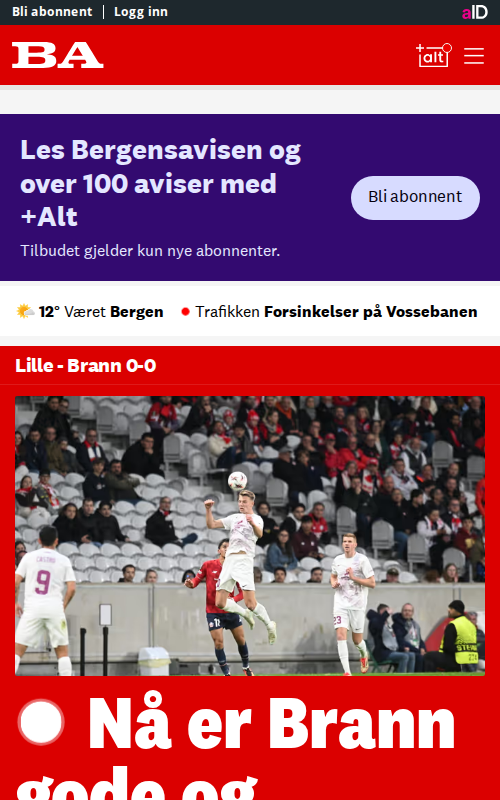 Bli abonnent | Logg inn
aID
BA
+alt
Les Bergensavisen og
over 100 aviser med
+Alt
Tilbudet gjelder kun nye abonnenter.
Bli abonnent
12° Været Bergen
Trafikken Forsinkelser på Vossebanen
Lille - Brann 0-0
9
23
Nå er Brann
gode og